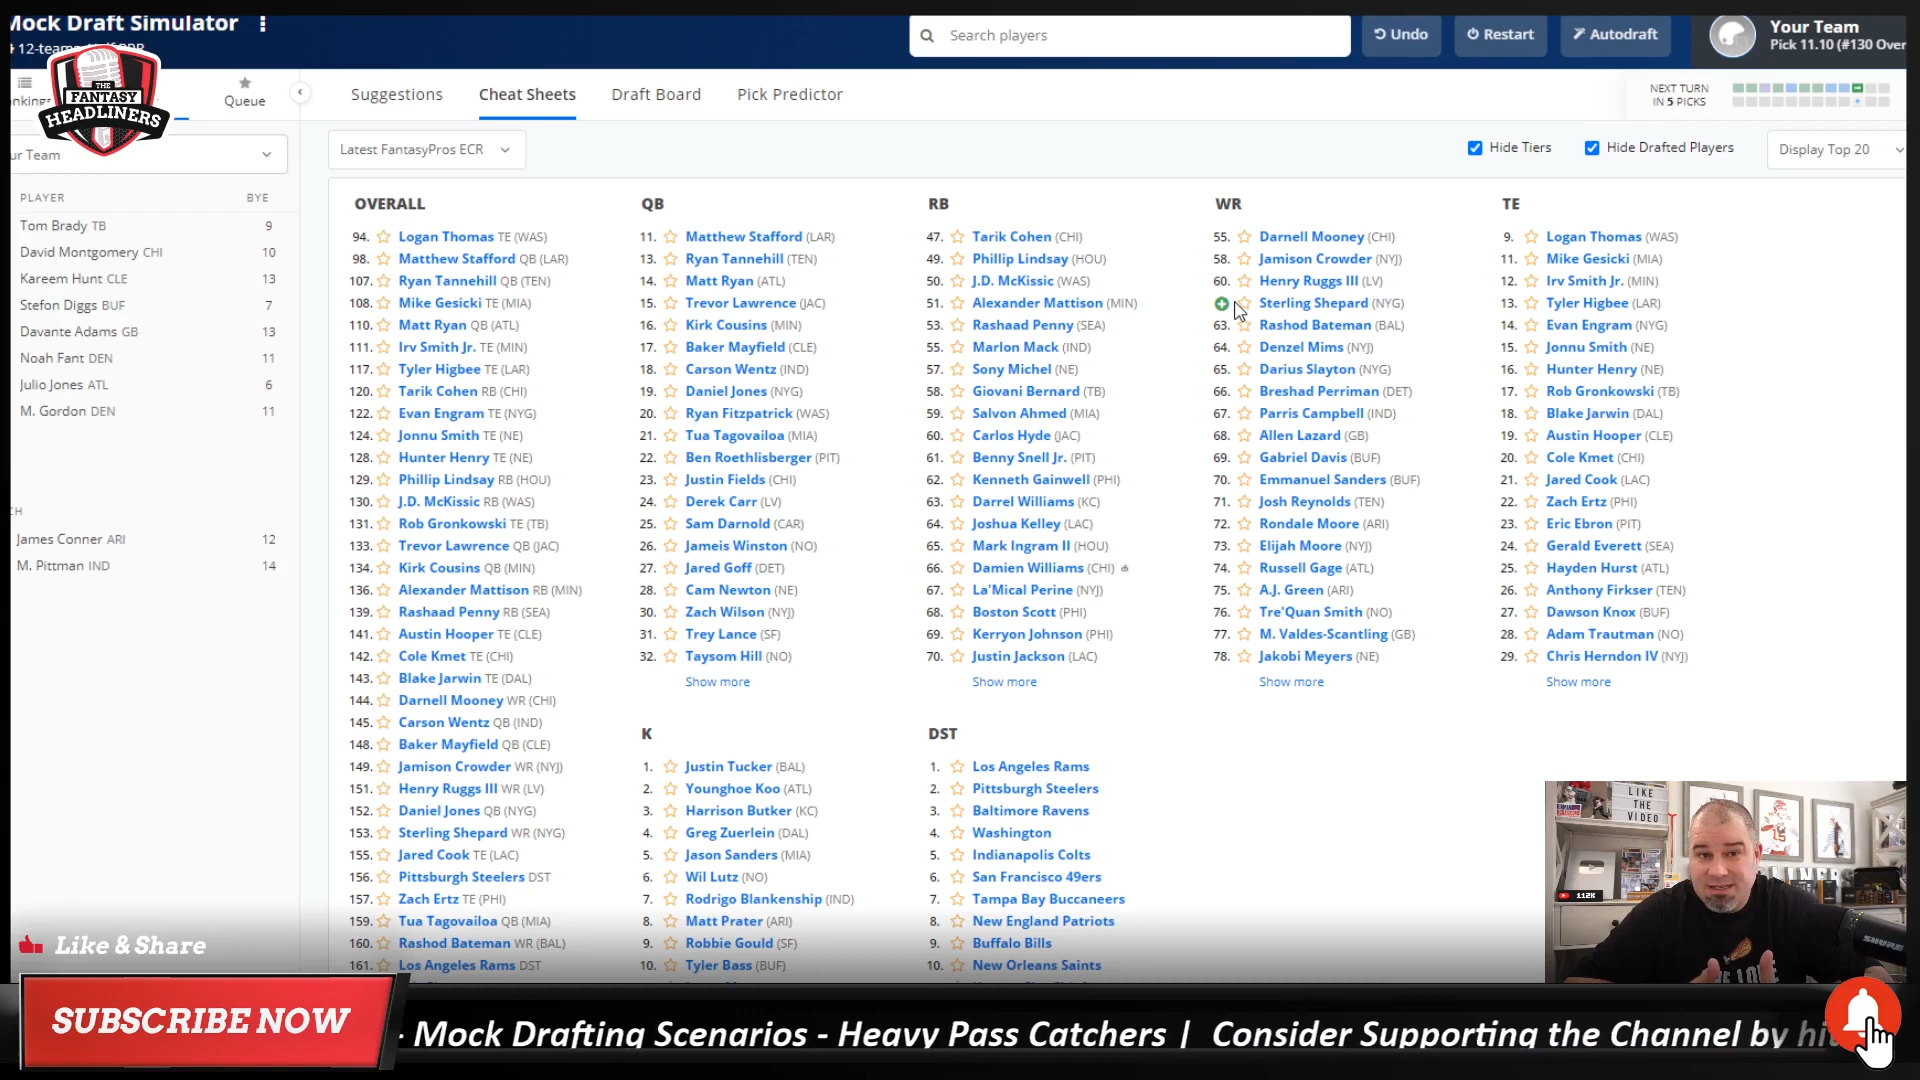 Mock Draft Simulator
12-team
THE
FANTASY
HEADLINERS
Queue
Suggestions
Cheat Sheets
Draft Board
Pick Predictor
Search players
Undo
Restart
Autodraft
Your Team
Pick 11.10 (#130 Over
NEXT TURN
IN 5 PICKS
ur Team
Latest FantasyPros ECR
Hide Tiers
Hide Drafted Players
Display Top 20
PLAYER BYE
Tom Brady TB 9
David Montgomery CHI 10
Kareem Hunt CLE 13
Stefon Diggs BUF 7
Davante Adams GB 13
Noah Fant DEN 11
Julio Jones ATL 6
M. Gordon DEN 11
CH
James Conner ARI 12
M. Pittman IND 14
OVERALL
94. Logan Thomas TE (WAS)
98. Matthew Stafford QB (LAR)
107. Ryan Tannehill QB (TEN)
108. Mike Gesicki TE (MIA)
110. Matt Ryan QB (ATL)
111. Irv Smith Jr. TE (MIN)
117. Tyler Higbee TE (LAR)
120. Tarik Cohen RB (CHI)
122. Evan Engram TE (NYG)
124. Jonnu Smith TE (NE)
128. Hunter Henry TE (NE)
129. Phillip Lindsay RB (HOU)
130. J.D. McKissic RB (WAS)
131. Rob Gronkowski TE (TB)
133. Trevor Lawrence QB (JAC)
134. Kirk Cousins QB (MIN)
136. Alexander Mattison RB (MIN)
139. Rashaad Penny RB (SEA)
141. Austin Hooper TE (CLE)
142. Cole Kmet TE (CHI)
143. Blake Jarwin TE (DAL)
144. Darnell Mooney WR (CHI)
145. Carson Wentz QB (IND)
148. Baker Mayfield QB (CLE)
149. Jamison Crowder WR (NYJ)
151. Henry Ruggs III WR (LV)
152. Daniel Jones QB (NYG)
153. Sterling Shepard WR (NYG)
155. Jared Cook TE (LAC)
156. Pittsburgh Steelers DST
157. Zach Ertz TE (PHI)
159. Tua Tagovailoa QB (MIA)
160. Rashod Bateman WR (BAL)
161. Los Angeles Rams DST
QB
11. Matthew Stafford (LAR)
13. Ryan Tannehill (TEN)
14. Matt Ryan (ATL)
15. Trevor Lawrence (JAC)
16. Kirk Cousins (MIN)
17. Baker Mayfield (CLE)
18. Carson Wentz (IND)
19. Daniel Jones (NYG)
20. Ryan Fitzpatrick (WAS)
21. Tua Tagovailoa (MIA)
22. Ben Roethlisberger (PIT)
23. Justin Fields (CHI)
24. Derek Carr (LV)
25. Sam Darnold (CAR)
26. Jameis Winston (NO)
27. Jared Goff (DET)
28. Cam Newton (NE)
30. Zach Wilson (NYJ)
31. Trey Lance (SF)
32. Taysom Hill (NO)
Show more
RB
47. Tarik Cohen (CHI)
49. Phillip Lindsay (HOU)
50. J.D. McKissic (WAS)
51. Alexander Mattison (MIN)
53. Rashaad Penny (SEA)
55. Marlon Mack (IND)
57. Sony Michel (NE)
58. Giovani Bernard (TB)
59. Salvon Ahmed (MIA)
60. Carlos Hyde (JAC)
61. Benny Snell Jr. (PIT)
62. Kenneth Gainwell (PHI)
63. Darrel Williams (KC)
64. Joshua Kelley (LAC)
65. Mark Ingram II (HOU)
66. Damien Williams (CHI)
67. La'Mical Perine (NYJ)
68. Boston Scott (PHI)
69. Kerryon Johnson (PHI)
70. Justin Jackson (LAC)
Show more
WR
55. Darnell Mooney (CHI)
58. Jamison Crowder (NYJ)
60. Henry Ruggs III (LV)
Sterling Shepard (NYG)
63. Rashod Bateman (BAL)
64. Denzel Mims (NYJ)
65. Darius Slayton (NYG)
66. Breshad Perriman (DET)
67. Parris Campbell (IND)
68. Allen Lazard (GB)
69. Gabriel Davis (BUF)
70. Emmanuel Sanders (BUF)
71. Josh Reynolds (TEN)
72. Rondale Moore (ARI)
73. Elijah Moore (NYJ)
74. Russell Gage (ATL)
75. A.J. Green (ARI)
76. Tre'Quan Smith (NO)
77. M. Valdes-Scantling (GB)
78. Jakobi Meyers (NE)
Show more
TE
9. Logan Thomas (WAS)
11. Mike Gesicki (MIA)
12. Irv Smith Jr. (MIN)
13. Tyler Higbee (LAR)
14. Evan Engram (NYG)
15. Jonnu Smith (NE)
16. Hunter Henry (NE)
17. Rob Gronkowski (TB)
18. Blake Jarwin (DAL)
19. Austin Hooper (CLE)
20. Cole Kmet (CHI)
21. Jared Cook (LAC)
22. Zach Ertz (PHI)
23. Eric Ebron (PIT)
24. Gerald Everett (SEA)
25. Hayden Hurst (ATL)
26. Anthony Firkser (TEN)
27. Dawson Knox (BUF)
28. Adam Trautman (NO)
29. Chris Herndon IV (NYJ)
Show more
K
1. Justin Tucker (BAL)
2. Younghoe Koo (ATL)
3. Harrison Butker (KC)
4. Greg Zuerlein (DAL)
5. Jason Sanders (MIA)
6. Wil Lutz (NO)
7. Rodrigo Blankenship (IND)
8. Matt Prater (ARI)
9. Robbie Gould (SF)
10. Tyler Bass (BUF)
DST
1. Los Angeles Rams
2. Pittsburgh Steelers
3. Baltimore Ravens
4. Washington
5. Indianapolis Colts
6. San Francisco 49ers
7. Tampa Bay Buccaneers
8. New England Patriots
9. Buffalo Bills
10. New Orleans Saints
LIKE
THE
VIDEO
112K
SHURE
Like & Share
SUBSCRIBE NOW
- Mock Drafting Scenarios - Heavy Pass Catchers | Consider Supporting the Channel by hi